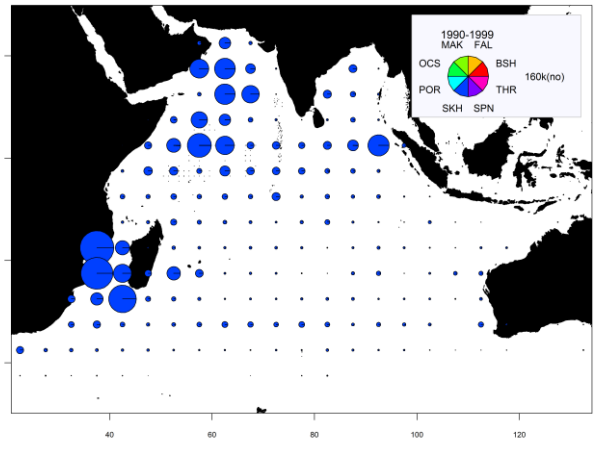 1990-1999
MAK FAL
OCS BSH
160k(no)
POR THR
SKH SPN
40 60 80 100 120